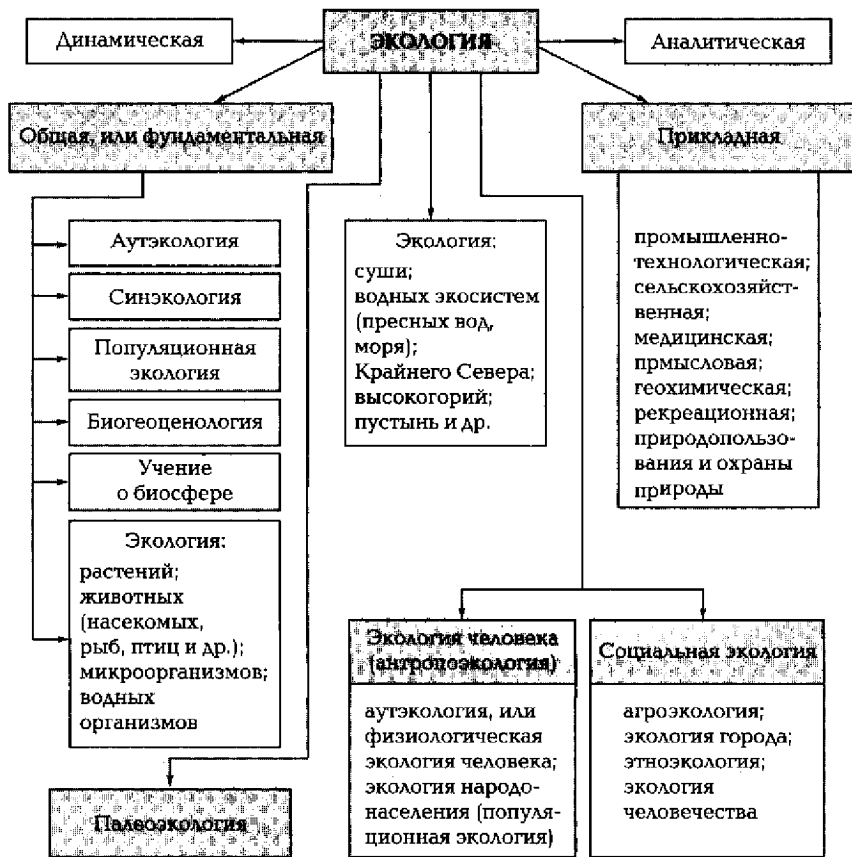 ЭКОЛОГИЯ
Динамическая
Аналитическая
Общая, или фундаментальная
Прикладная
Аутэкология
Синэкология
Популяционная
экология
Биогеоценология
Учение
о биосфере
Экология:
растений;
животных
(насекомых,
рыб, птиц и др.);
микроорганизмов;
водных
организмов
Палеоэкология
Экология:
суши;
водных экосистем
(пресных вод,
моря);
Крайнего Севера;
высокогорий;
пустынь и др.
промышленно-
технологическая;
сельскохозяйст-
венная;
медицинская;
прмысловая;
геохимическая;
рекреационная;
природопользо-
вания и охраны
природы
Экология человека
(антропоэкология)
аутэкология, или
физиологическая
экология человека;
экология народо-
населения (популя-
ционная экология)
Социальная экология
агроэкология;
экология города;
этноэкология;
экология
человечества